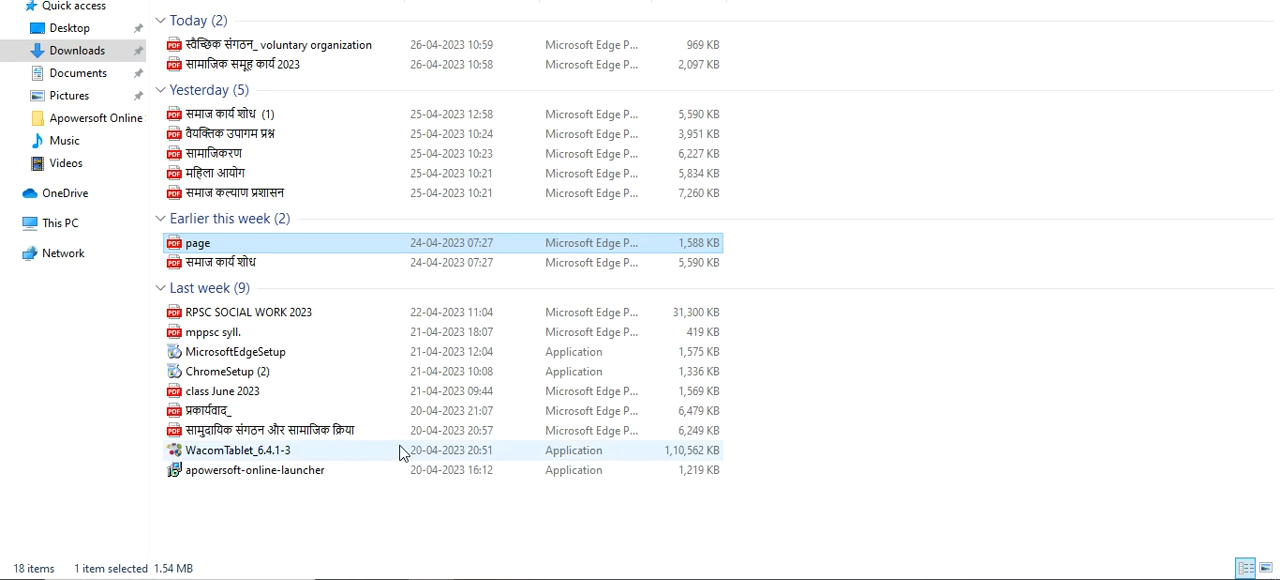 Quick access
Desktop
Downloads
Documents
Pictures
Apowersoft Online
Music
Videos
OneDrive
This PC
Network
Today (2)
स्वैच्छिक संगठन_ voluntary organization 26-04-2023 10:59 Microsoft Edge P... 969 KB
सामाजिक समूह कार्य 2023 26-04-2023 10:58 Microsoft Edge P... 2,097 KB
Yesterday (5)
समाज कार्य शोध (1) 25-04-2023 12:58 Microsoft Edge P... 5,590 KB
वैयक्तिक उपागम प्रश्न 25-04-2023 10:24 Microsoft Edge P... 3,951 KB
सामाजिकरण 25-04-2023 10:23 Microsoft Edge P... 6,227 KB
महिला आयोग 25-04-2023 10:21 Microsoft Edge P... 5,834 KB
समाज कल्याण प्रशासन 25-04-2023 10:21 Microsoft Edge P... 7,260 KB
Earlier this week (2)
page 24-04-2023 07:27 Microsoft Edge P... 1,588 KB
समाज कार्य शोध 24-04-2023 07:27 Microsoft Edge P... 5,590 KB
Last week (9)
RPSC SOCIAL WORK 2023 22-04-2023 11:04 Microsoft Edge P... 31,300 KB
mppsc syll. 21-04-2023 18:07 Microsoft Edge P... 419 KB
MicrosoftEdgeSetup 21-04-2023 12:04 Application 1,575 KB
ChromeSetup (2) 21-04-2023 10:08 Application 1,336 KB
class June 2023 21-04-2023 09:44 Microsoft Edge P... 1,569 KB
प्रकार्यवाद_ 20-04-2023 21:07 Microsoft Edge P... 6,479 KB
सामुदायिक संगठन और सामाजिक क्रिया 20-04-2023 20:57 Microsoft Edge P... 6,249 KB
WacomTablet_6.4.1-3 20-04-2023 20:51 Application 1,10,562 KB
apowersoft-online-launcher 20-04-2023 16:12 Application 1,219 KB
18 items 1 item selected 1.54 MB